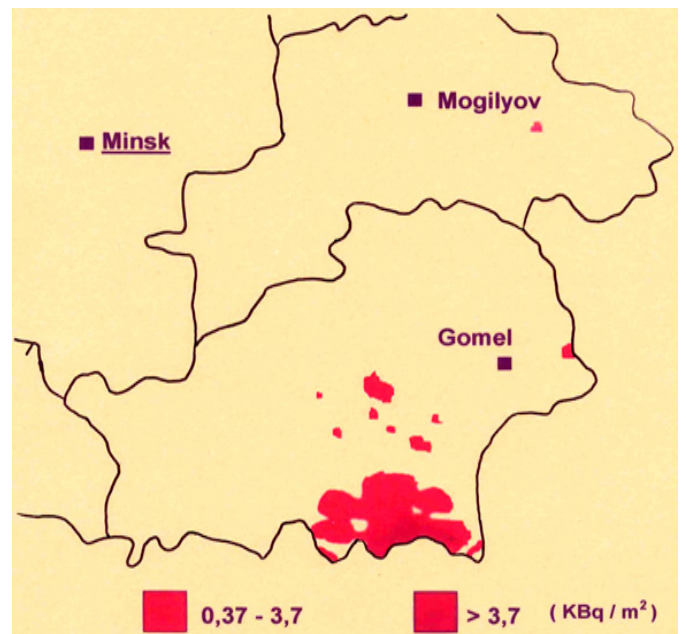 Mogilyov
Minsk
Gomel
0,37 - 3,7
> 3,7 ( KBq / m² )